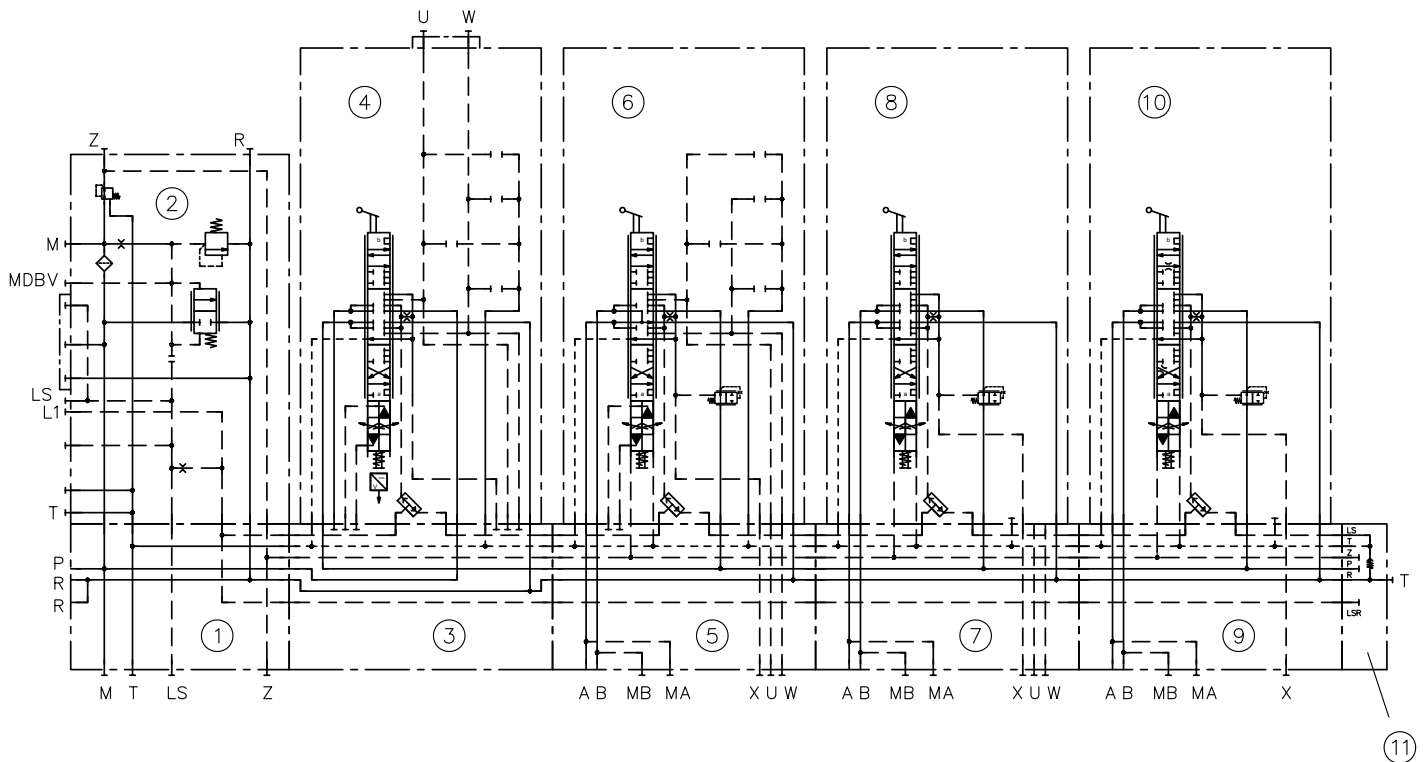 U W
4 6 8 10
Z R
2
b b b b
M
MDBV
LS
L1
a a a a
T
LS
T
Z
P
R
P
R
R
T
LSR
1 3 5 7 9
M T LS Z A B MB MA X U W A B MB MA X U W A B MB MA X
11